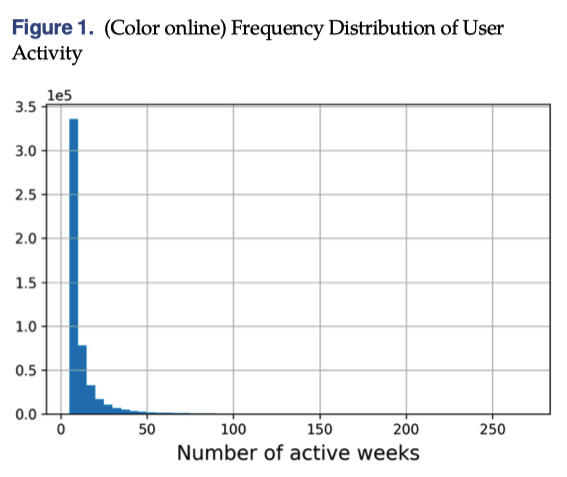 Figure 1. (Color online) Frequency Distribution of User
Activity
1e5
3.5
3.0
2.5
2.0
1.5
1.0
0.5
0.0
0 50 100 150 200 250
Number of active weeks